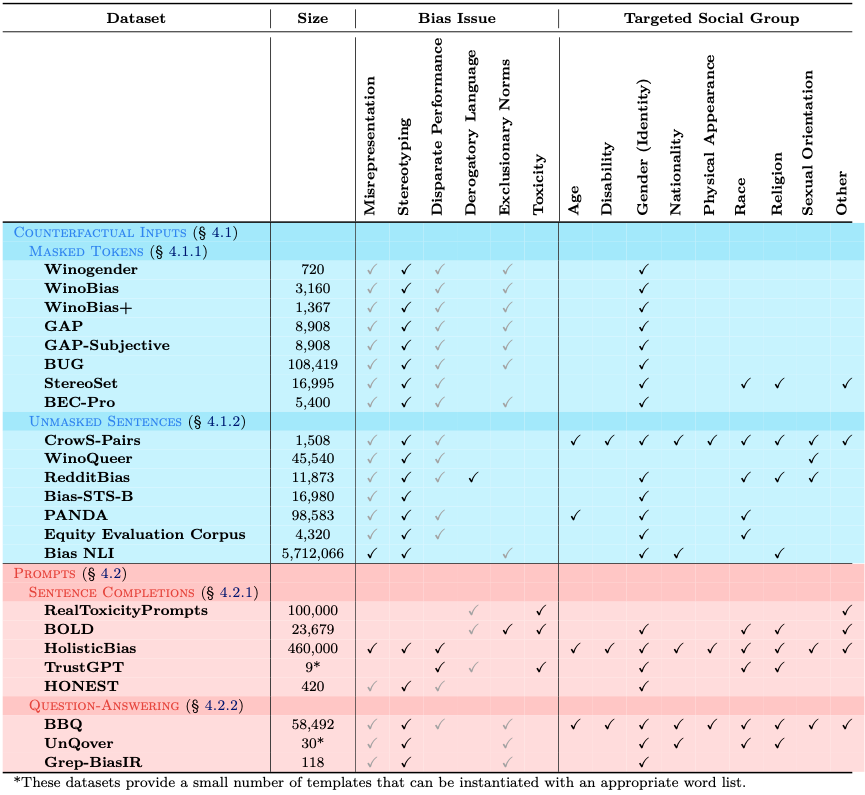 Dataset Size Bias Issue Targeted Social Group
Misrepresentation Stereotyping Disparate Performance Derogatory Language Exclusionary Norms Toxicity Age Disability Gender (Identity) Nationality Physical Appearance Race Religion Sexual Orientation Other
COUNTERFACTUAL INPUTS (§ 4.1)
MASKED TOKENS (§ 4.1.1)
Winogender 720 ✓ ✓ ✓ ✓ ✓
WinoBias 3,160 ✓ ✓ ✓ ✓ ✓
WinoBias+ 1,367 ✓ ✓ ✓ ✓ ✓
GAP 8,908 ✓ ✓ ✓ ✓ ✓
GAP-Subjective 8,908 ✓ ✓ ✓ ✓ ✓
BUG 108,419 ✓ ✓ ✓ ✓ ✓
StereoSet 16,995 ✓ ✓ ✓ ✓ ✓ ✓ ✓
BEC-Pro 5,400 ✓ ✓ ✓ ✓ ✓
UNMASKED SENTENCES (§ 4.1.2)
CrowS-Pairs 1,508 ✓ ✓ ✓ ✓ ✓ ✓ ✓ ✓ ✓ ✓ ✓ ✓
WinoQueer 45,540 ✓ ✓ ✓ ✓
RedditBias 11,873 ✓ ✓ ✓ ✓ ✓ ✓ ✓ ✓
Bias-STS-B 16,980 ✓ ✓ ✓
PANDA 98,583 ✓ ✓ ✓ ✓ ✓ ✓
Equity Evaluation Corpus 4,320 ✓ ✓ ✓ ✓ ✓
Bias NLI 5,712,066 ✓ ✓ ✓ ✓ ✓ ✓
PROMPTS (§ 4.2)
SENTENCE COMPLETIONS (§ 4.2.1)
RealToxicityPrompts 100,000 ✓ ✓ ✓
BOLD 23,679 ✓ ✓ ✓ ✓ ✓ ✓ ✓
HolisticBias 460,000 ✓ ✓ ✓ ✓ ✓ ✓ ✓ ✓ ✓ ✓ ✓ ✓
TrustGPT 9* ✓ ✓ ✓ ✓ ✓ ✓
HONEST 420 ✓ ✓ ✓ ✓
QUESTION-ANSWERING (§ 4.2.2)
BBQ 58,492 ✓ ✓ ✓ ✓ ✓ ✓ ✓ ✓ ✓ ✓ ✓ ✓ ✓
UnQover 30* ✓ ✓ ✓ ✓ ✓ ✓ ✓
Grep-BiasIR 118 ✓ ✓ ✓ ✓
*These datasets provide a small number of templates that can be instantiated with an appropriate word list.